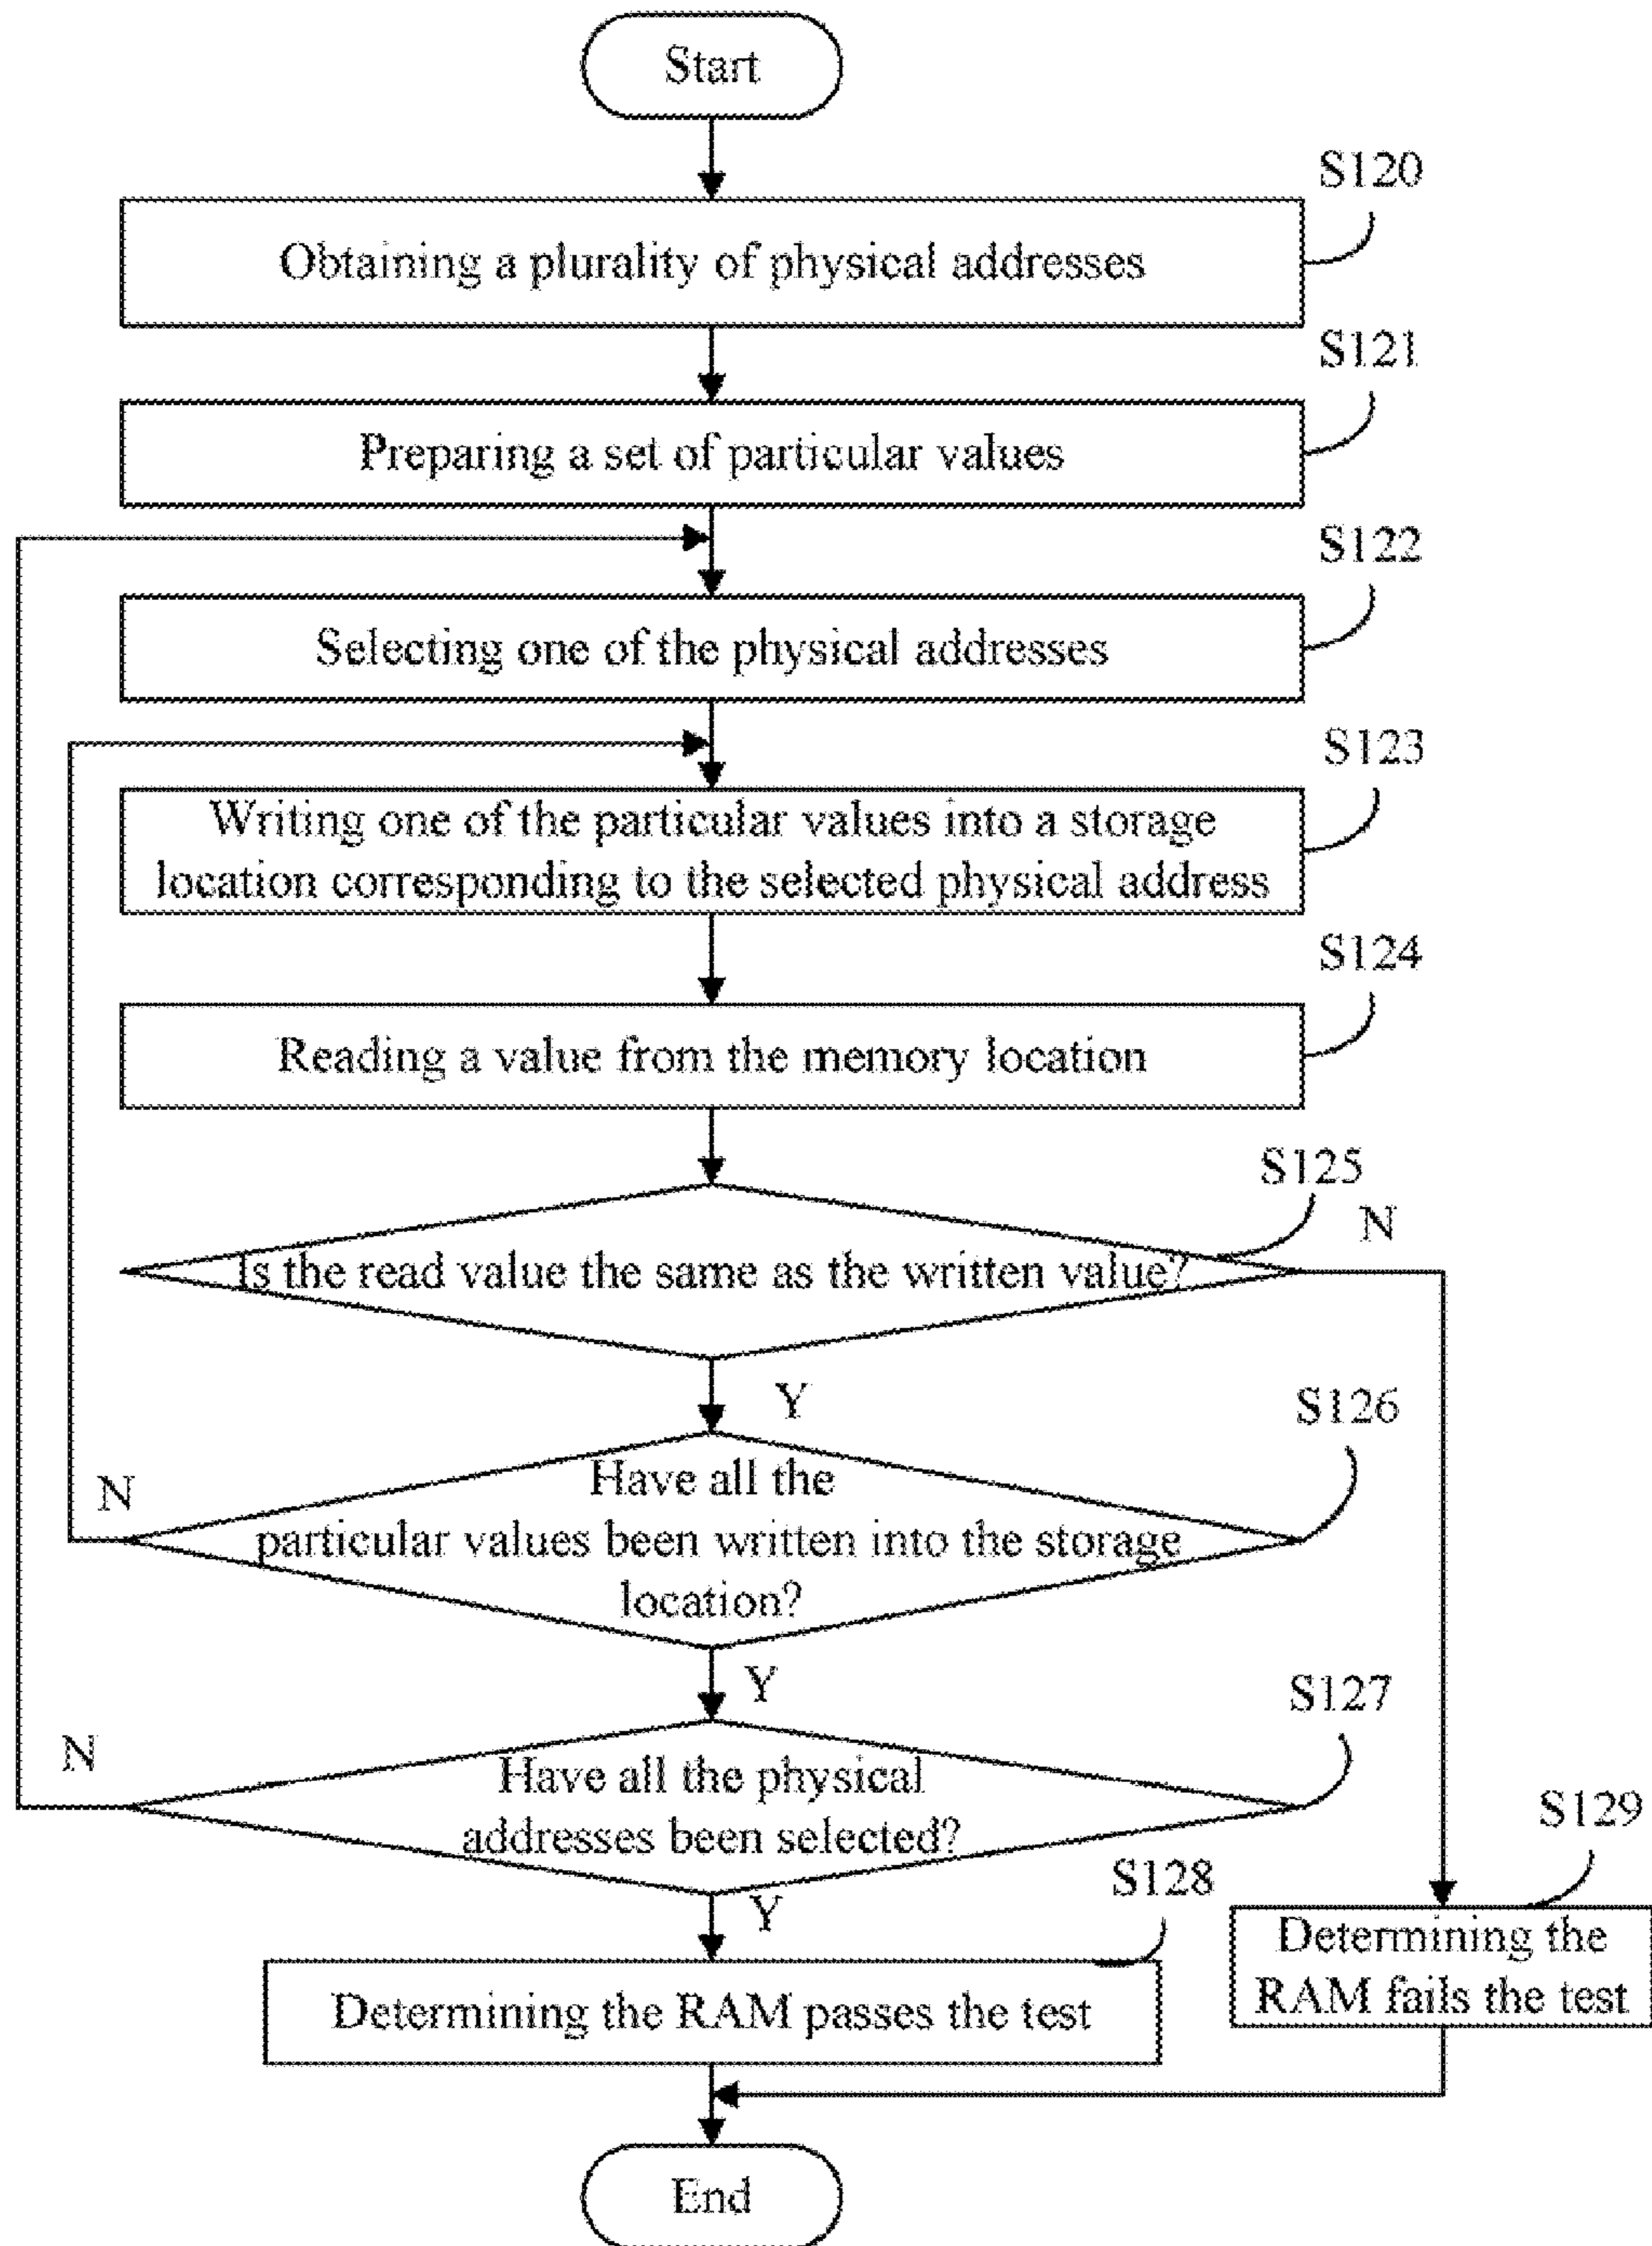 Start
S120
Obtaining a plurality of physical addresses
S121
Preparing a set of particular values
S122
Selecting one of the physical addresses
S123
Writing one of the particular values into a storage
location corresponding to the selected physical address
S124
Reading a value from the memory location
S125
N
Is the read value the same as the written value?
Y
S126
N
Have all the
particular values been written into the storage
location?
Y
S127
N
Have all the physical
addresses been selected?
Y
S128
S129
Determining the RAM passes the test
Determining the
RAM fails the test
End